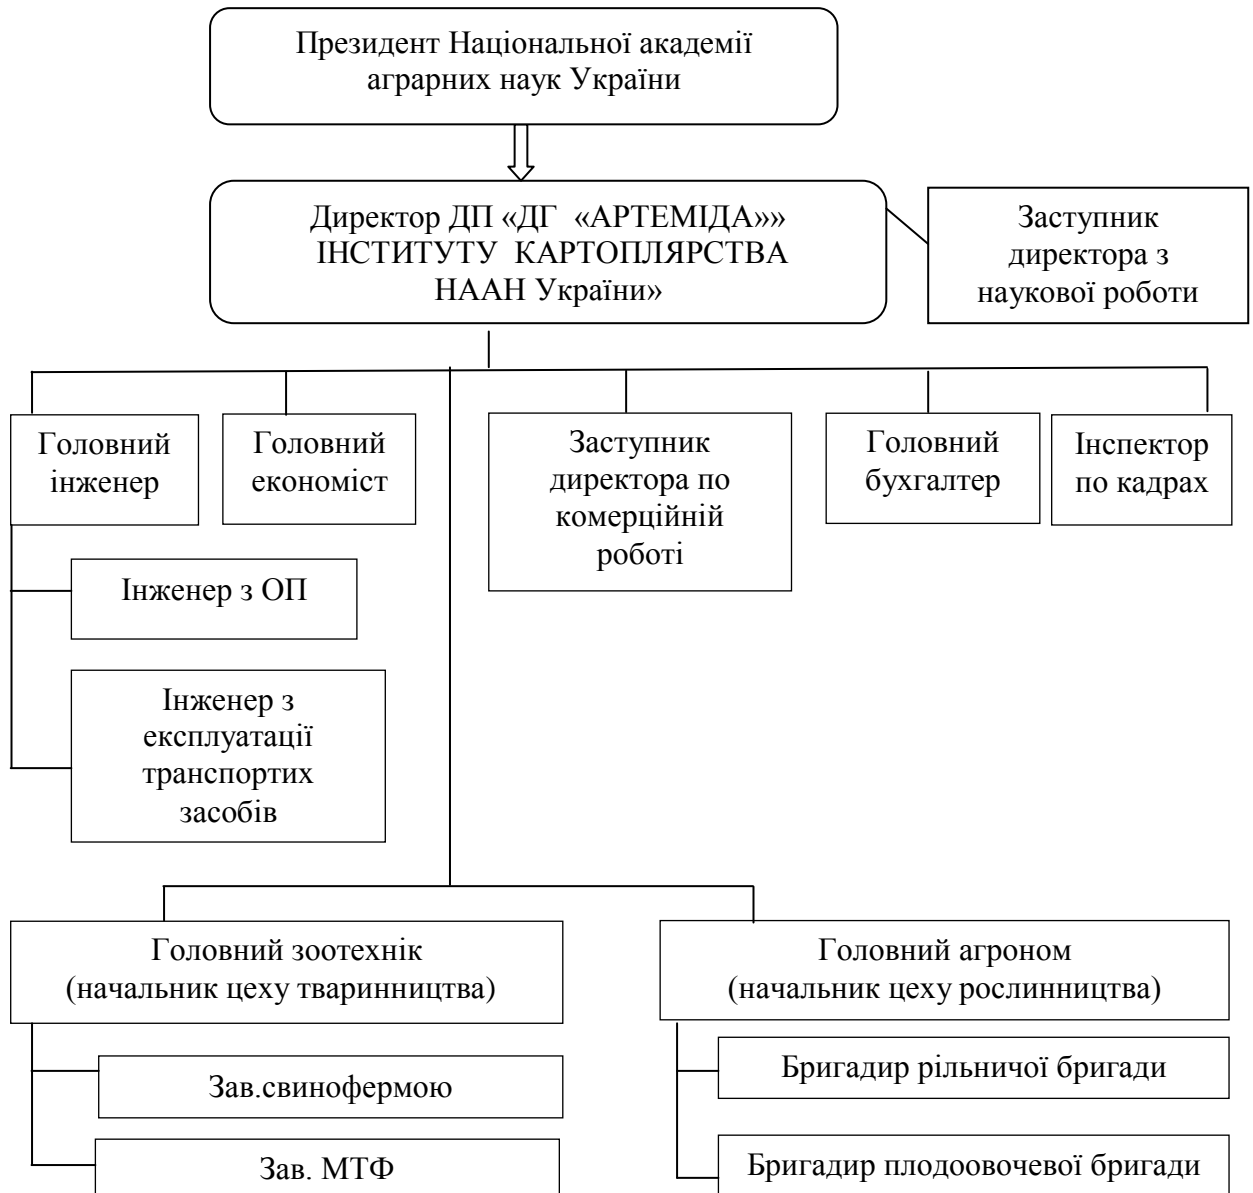 Президент Національної академії
аграрних наук України
Директор ДП «ДГ «АРТЕМІДА»»
ІНСТИТУТУ КАРТОПЛЯРСТВА
НААН України»
Заступник
директора з
наукової роботи
Головний
інженер
Головний
економіст
Заступник
директора по
комерційній
роботі
Головний
бухгалтер
Інспектор
по кадрах
Інженер з ОП
Інженер з
експлуатації
транспортих
засобів
Головний зоотехнік
(начальник цеху тваринництва)
Головний агроном
(начальник цеху рослинництва)
Зав.свинофермою
Зав. МТФ
Бригадир рільничої бригади
Бригадир плодоовочевої бригади